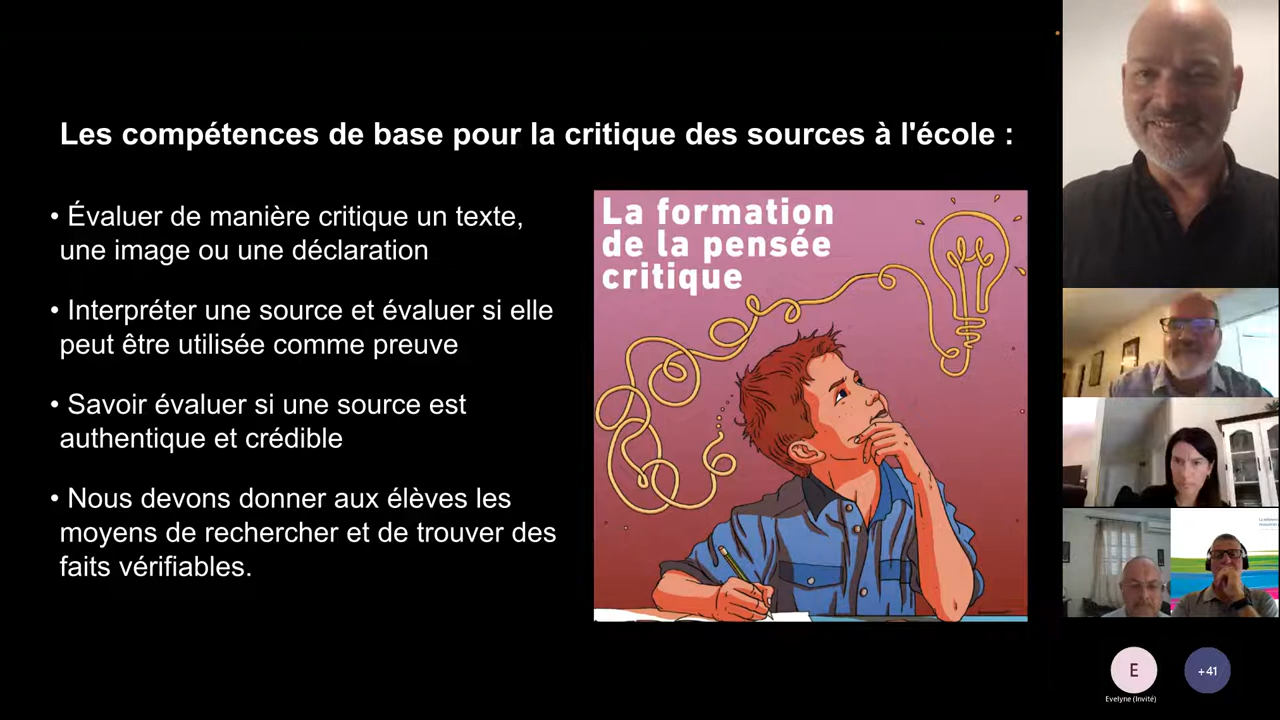 Les compétences de base pour la critique des sources à l'école :
• Évaluer de manière critique un texte,
une image ou une déclaration
• Interpréter une source et évaluer si elle
peut être utilisée comme preuve
• Savoir évaluer si une source est
authentique et crédible
• Nous devons donner aux élèves les
moyens de rechercher et de trouver des
faits vérifiables.
La formation
de la pensée
critique
E
+41
Evelyne (Invité)